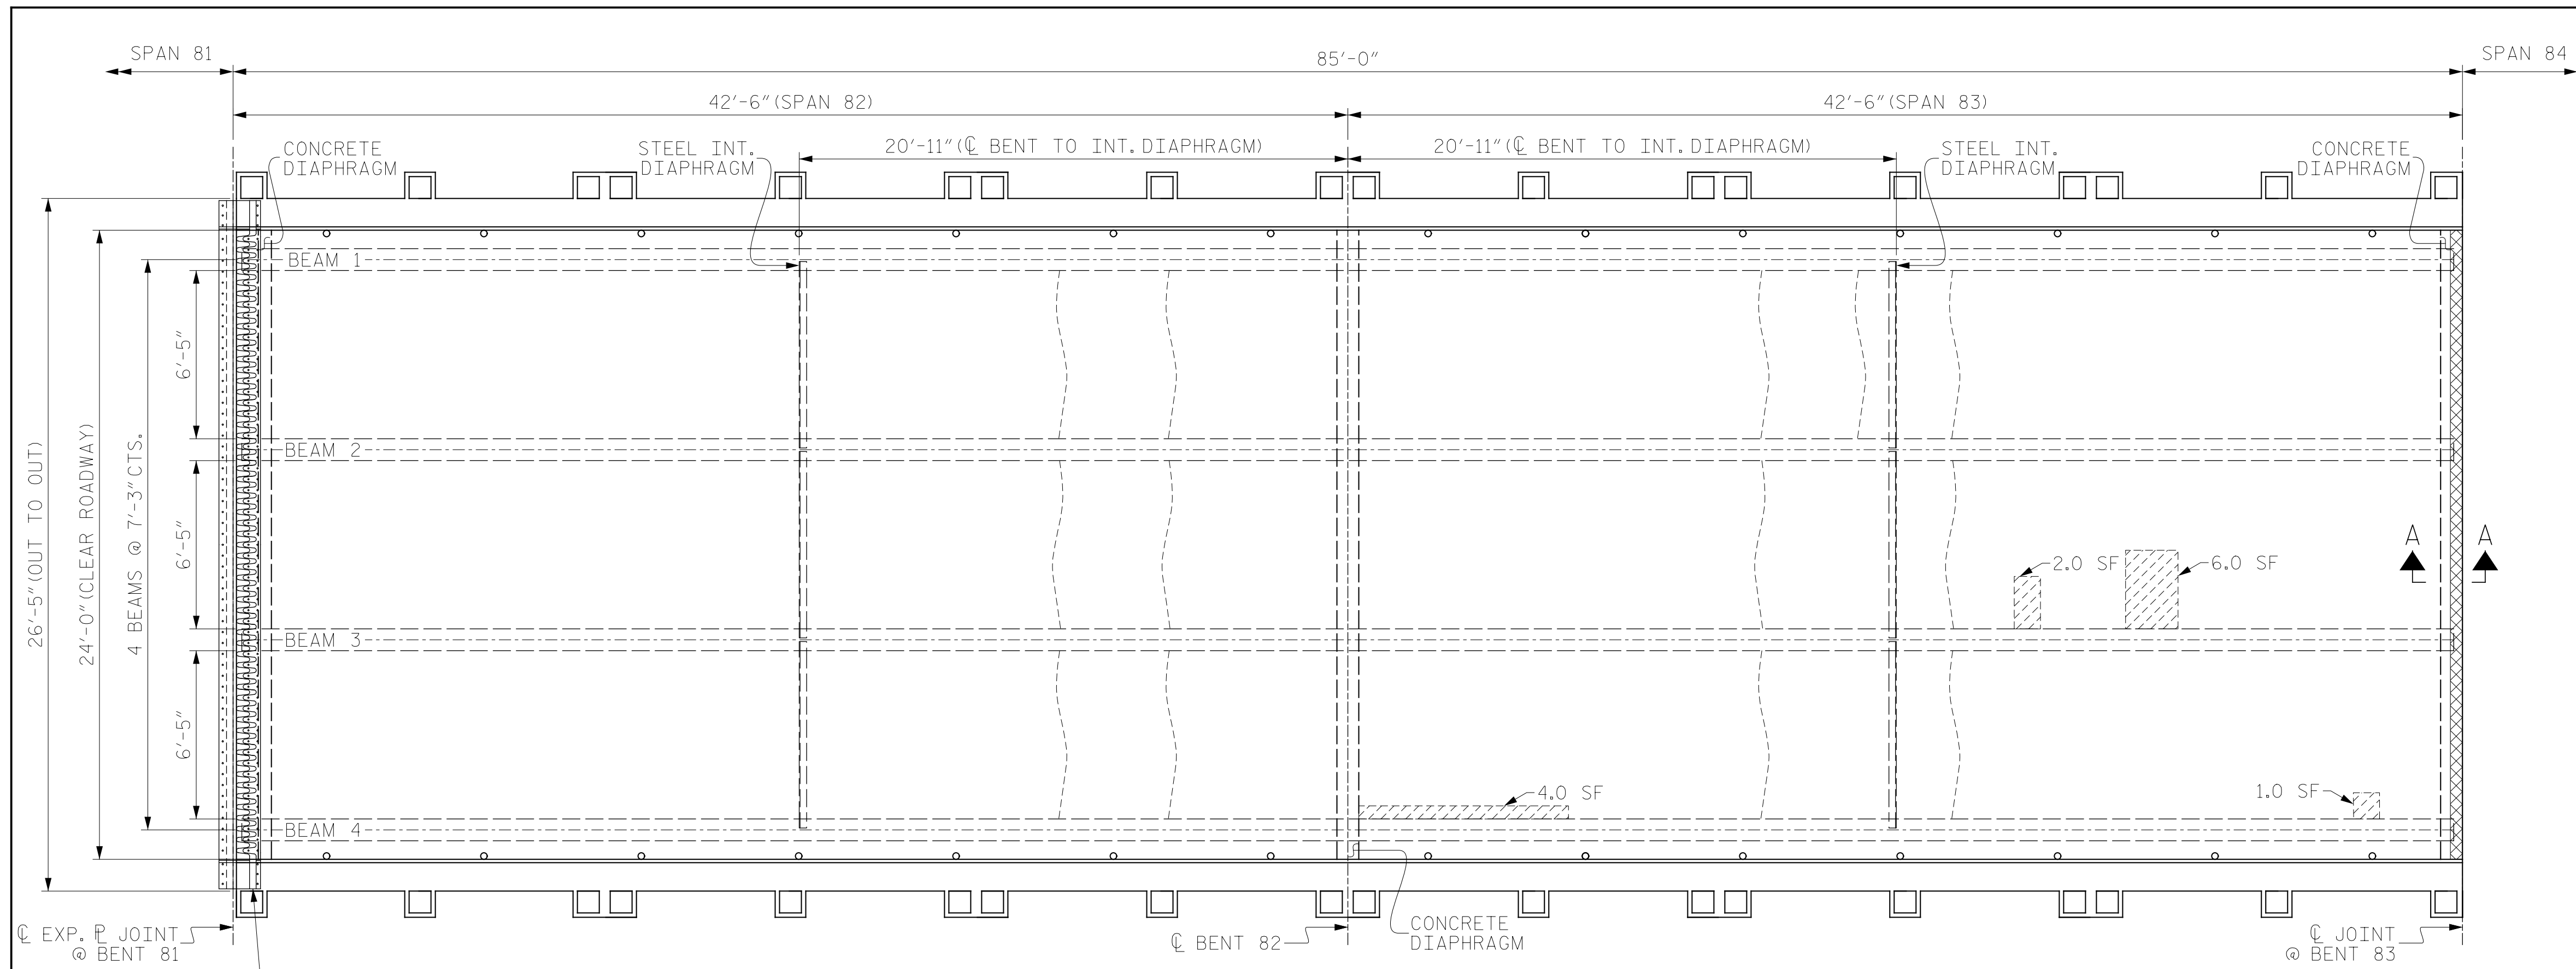 SPAN 81
85'-0"
SPAN 84
42'-6"(SPAN 82)
42'-6"(SPAN 83)
CONCRETE
DIAPHRAGM
STEEL INT.
DIAPHRAGM
20'-11"(℄ BENT TO INT. DIAPHRAGM)
20'-11"(℄ BENT TO INT. DIAPHRAGM)
STEEL INT.
DIAPHRAGM
CONCRETE
DIAPHRAGM
26'-5"(OUT TO OUT)
24'-0"(CLEAR ROADWAY)
4 BEAMS @ 7'-3"CTS.
6'-5"
6'-5"
6'-5"
BEAM 1
BEAM 2
BEAM 3
BEAM 4
2.0 SF
6.0 SF
A
A
4.0 SF
1.0 SF
℄ EXP. ⅊ JOINT
@ BENT 81
℄ BENT 82
CONCRETE
DIAPHRAGM
℄ JOINT
@ BENT 83